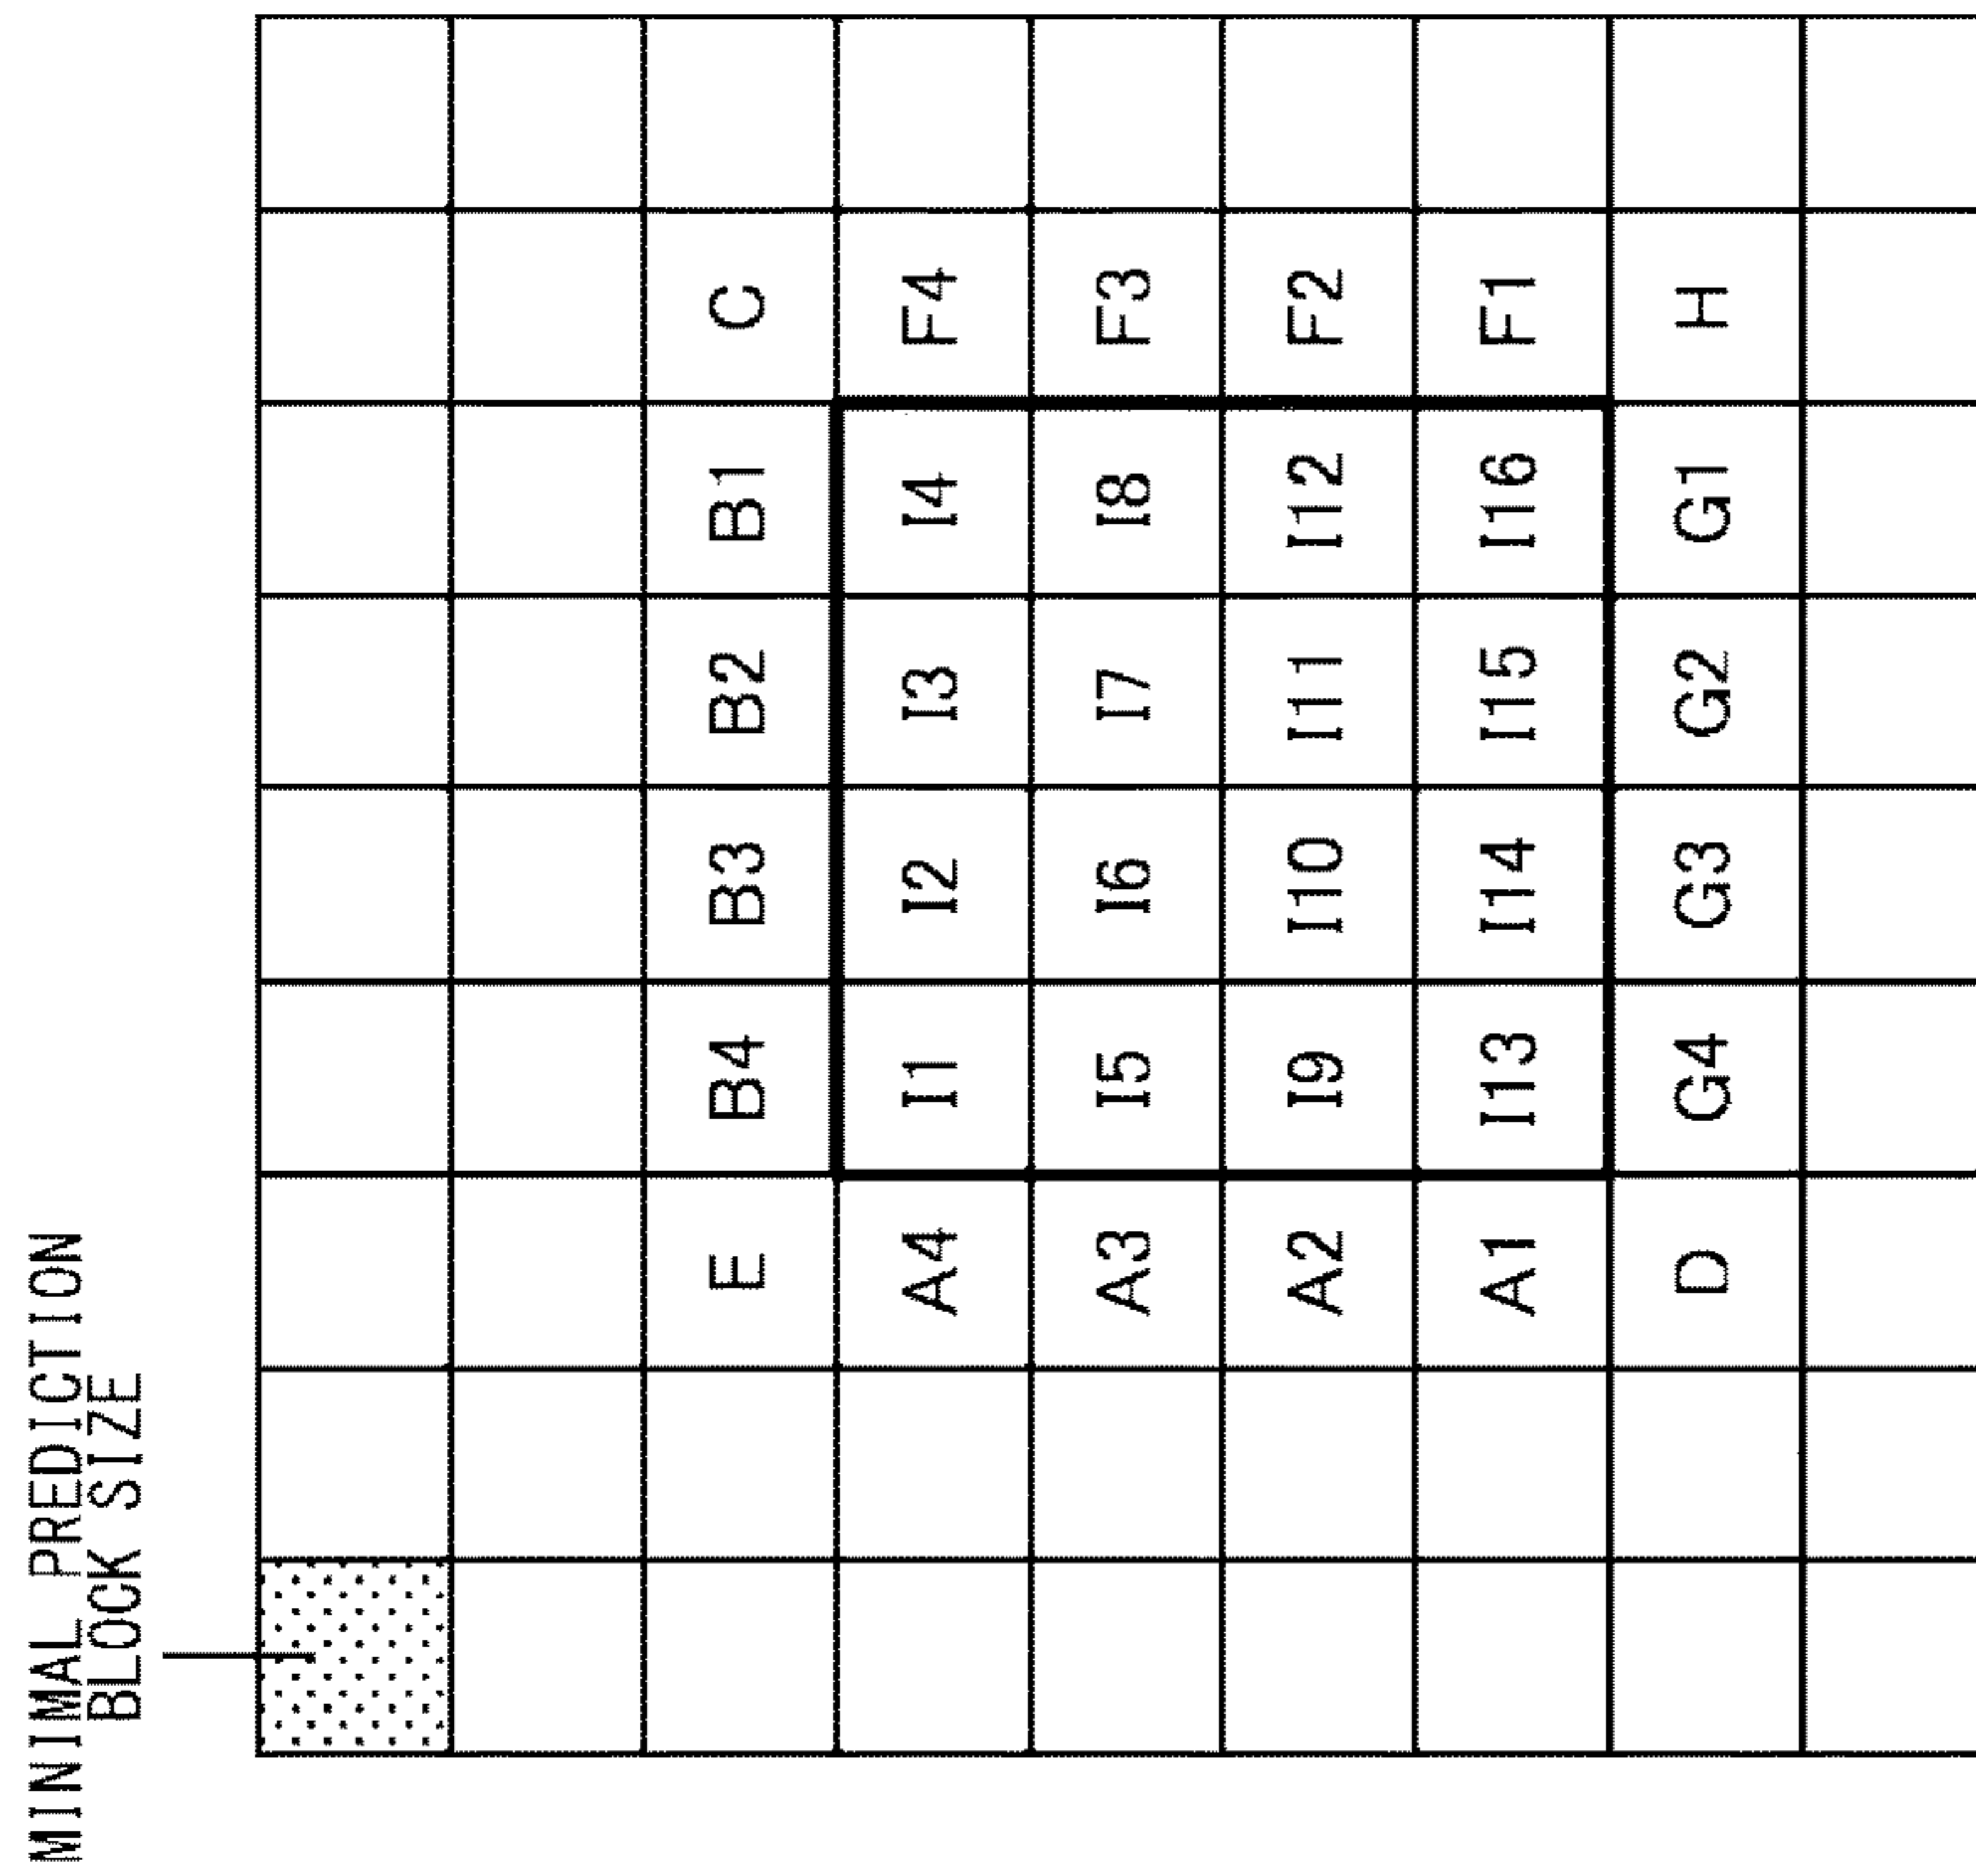 MINIMAL PREDICTION
BLOCK SIZE
E B4 B3 B2 B1 C
A4 I1 I2 I3 I4 F4
A3 I5 I6 I7 I8 F3
A2 I9 I10 I11 I12 F2
A1 I13 I14 I15 I16 F1
D G4 G3 G2 G1 H